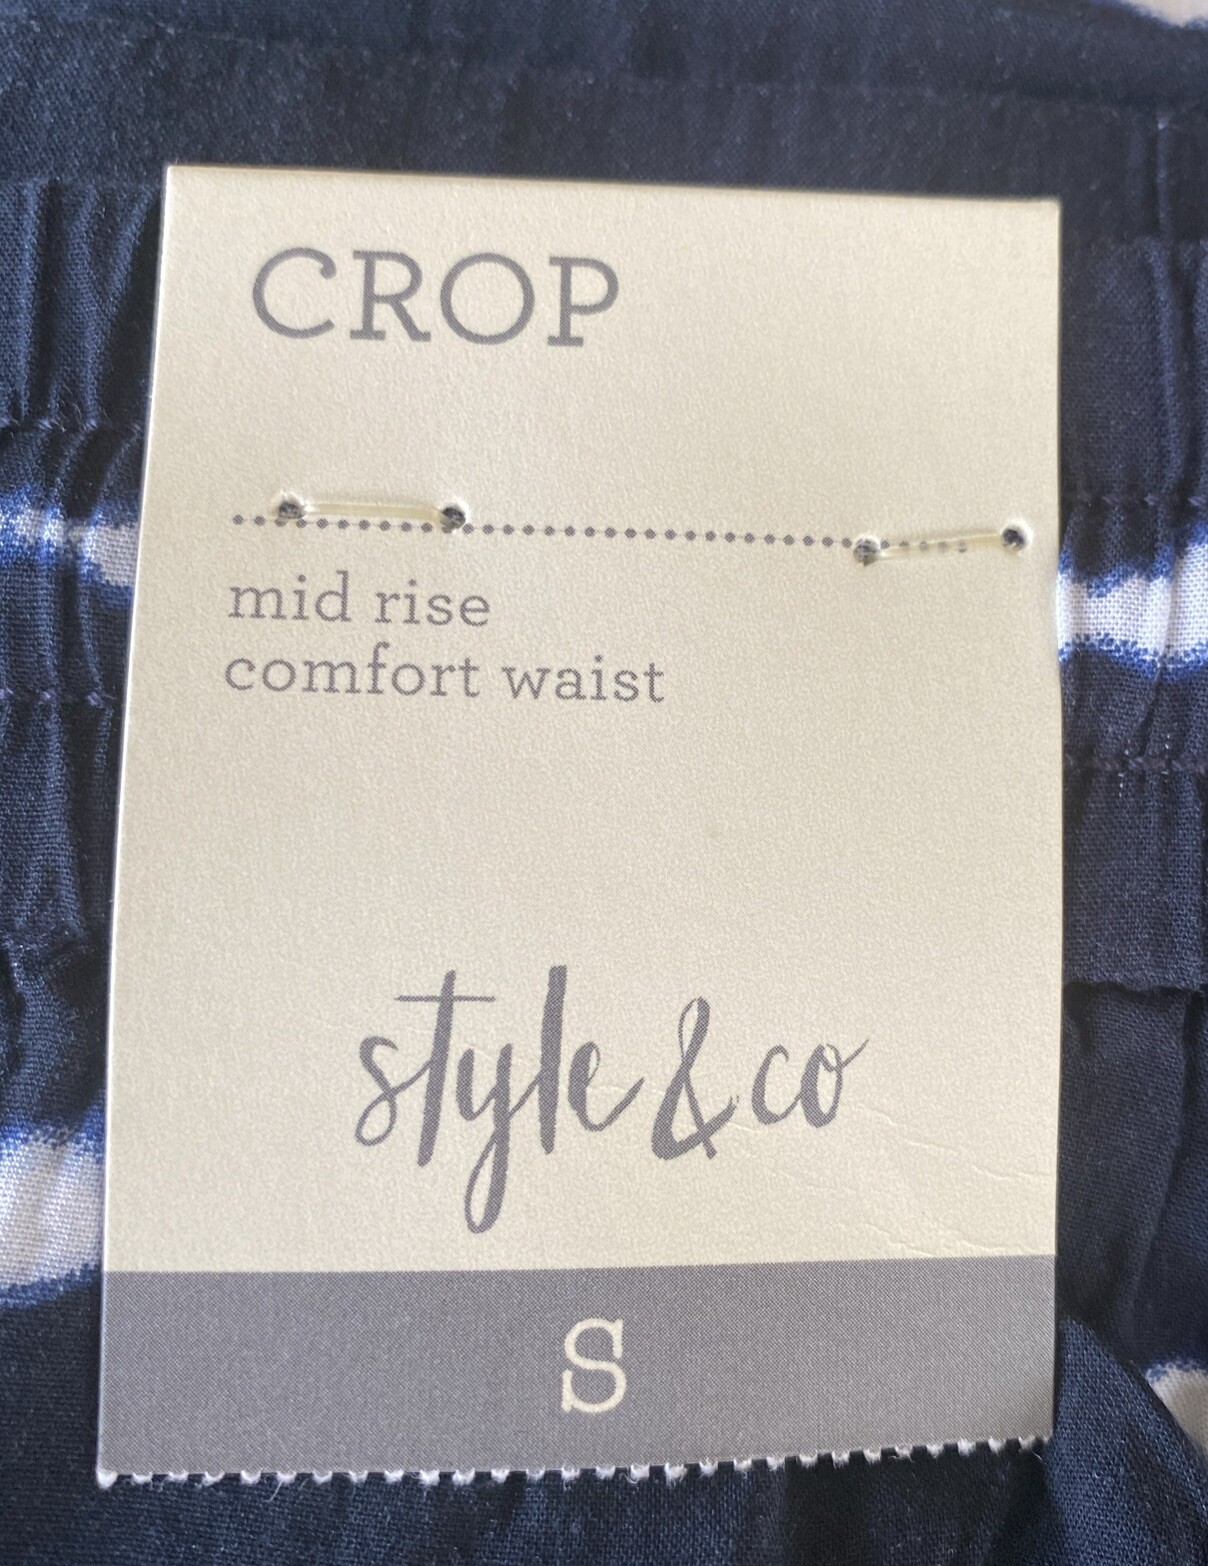 CROP
mid rise
comfort waist
style & co
S